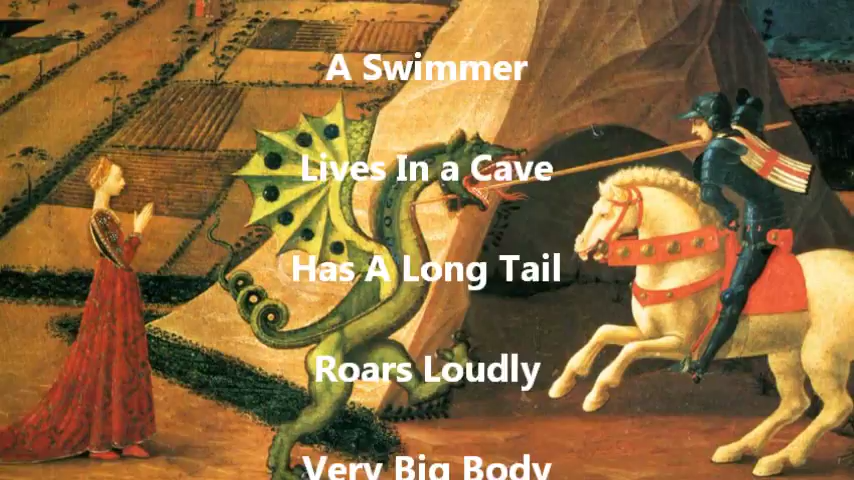 A Swimmer
Lives In a Cave
Has A Long Tail
Roars Loudly
Very Big Body